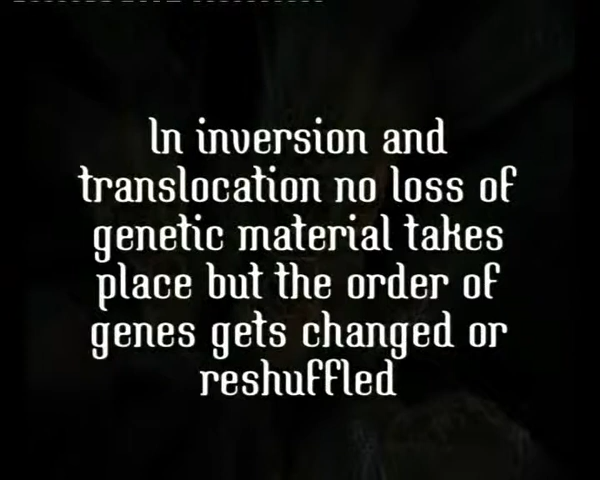 In inversion and
translocation no loss of
genetic material takes
place but the order of
genes gets changed or
reshuffled